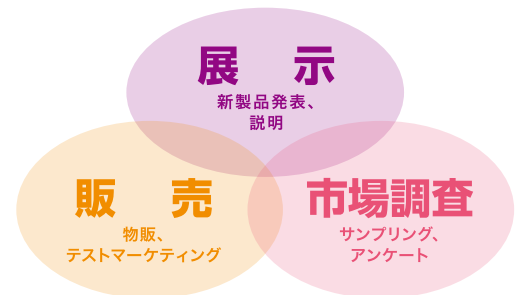 展　示
新製品発表、
説明
販　売
物販、
テストマーケティング
市場調査
サンプリング、
アンケート